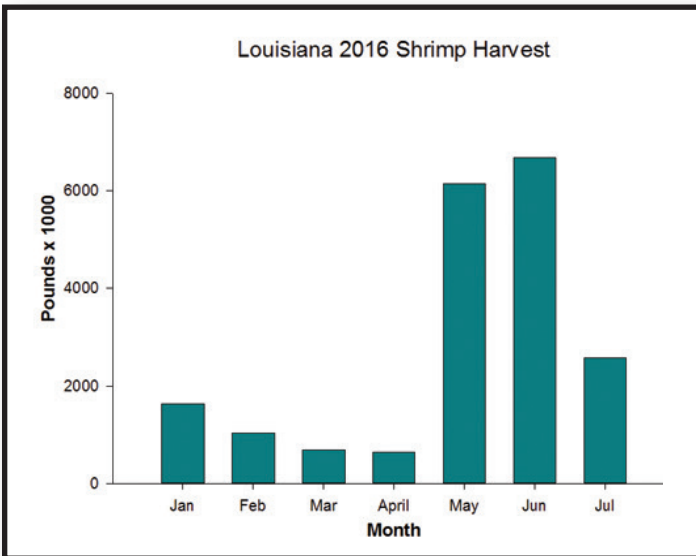 Louisiana 2016 Shrimp Harvest
8000
6000
4000
2000
0
Pounds x 1000
Jan Feb Mar April May Jun Jul
Month